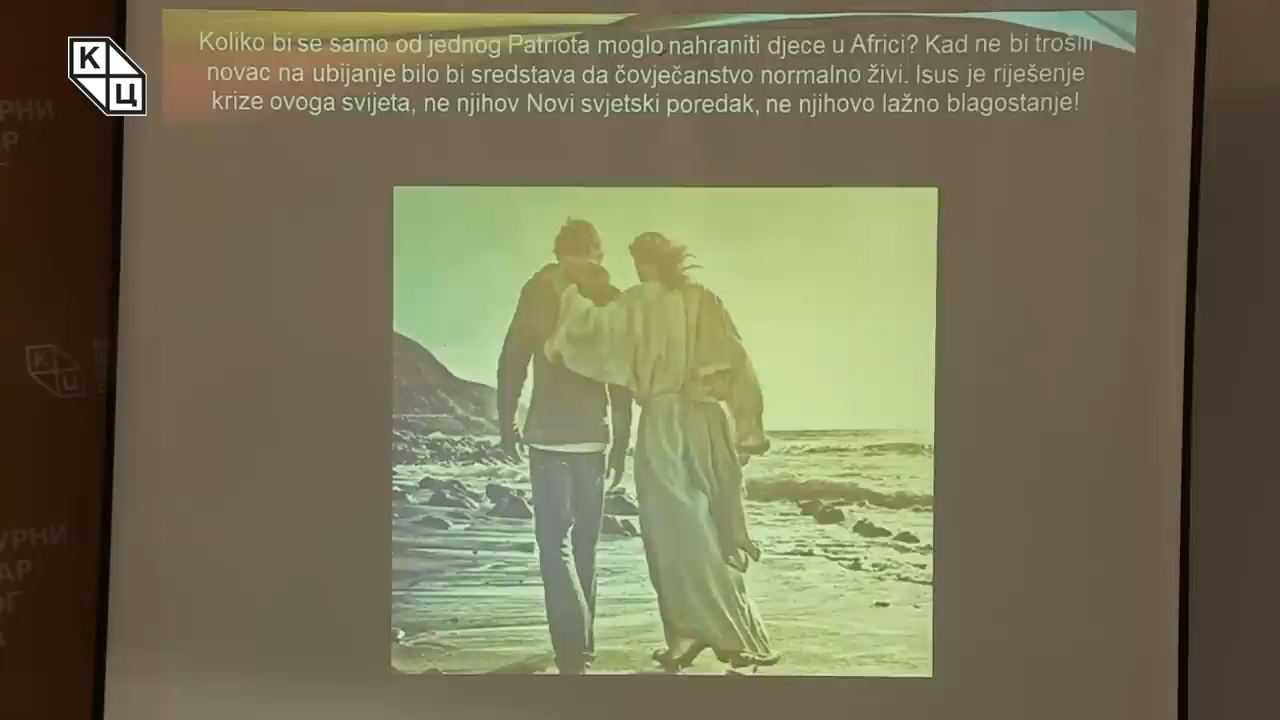 К
Ц
Koliko bi se samo od jednog Patriota moglo nahraniti djece u Africi? Kad ne bi trošili
novac na ubijanje bilo bi sredstava da čovječanstvo normalno živi. Isus je riješenje
krize ovoga svijeta, ne njihov Novi svjetski poredak, ne njihovo lažno blagostanje!
К
Ц